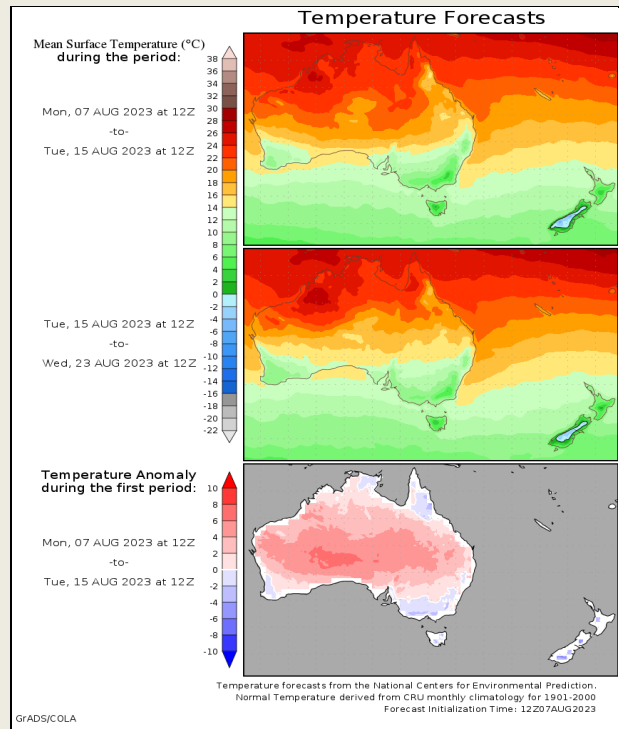 Temperature Forecasts
Mean Surface Temperature (°C)
during the period:
38
36
34
32
30
28
26
24
22
20
18
16
14
12
10
8
6
4
2
0
-2
-4
-6
-8
-10
-12
-14
-16
-18
-20
-22
Mon, 07 AUG 2023 at 12Z
-to-
Tue, 15 AUG 2023 at 12Z
Tue, 15 AUG 2023 at 12Z
-to-
Wed, 23 AUG 2023 at 12Z
Temperature Anomaly
during the first period:
10
8
6
4
2
0
-2
-4
-6
-8
-10
Mon, 07 AUG 2023 at 12Z
-to-
Tue, 15 AUG 2023 at 12Z
Temperature forecasts from the National Centers for Environmental Prediction.
Normal Temperature derived from CRU monthly climatology for 1901-2000
Forecast Initialization Time: 12Z07AUG2023
GrADS/COLA